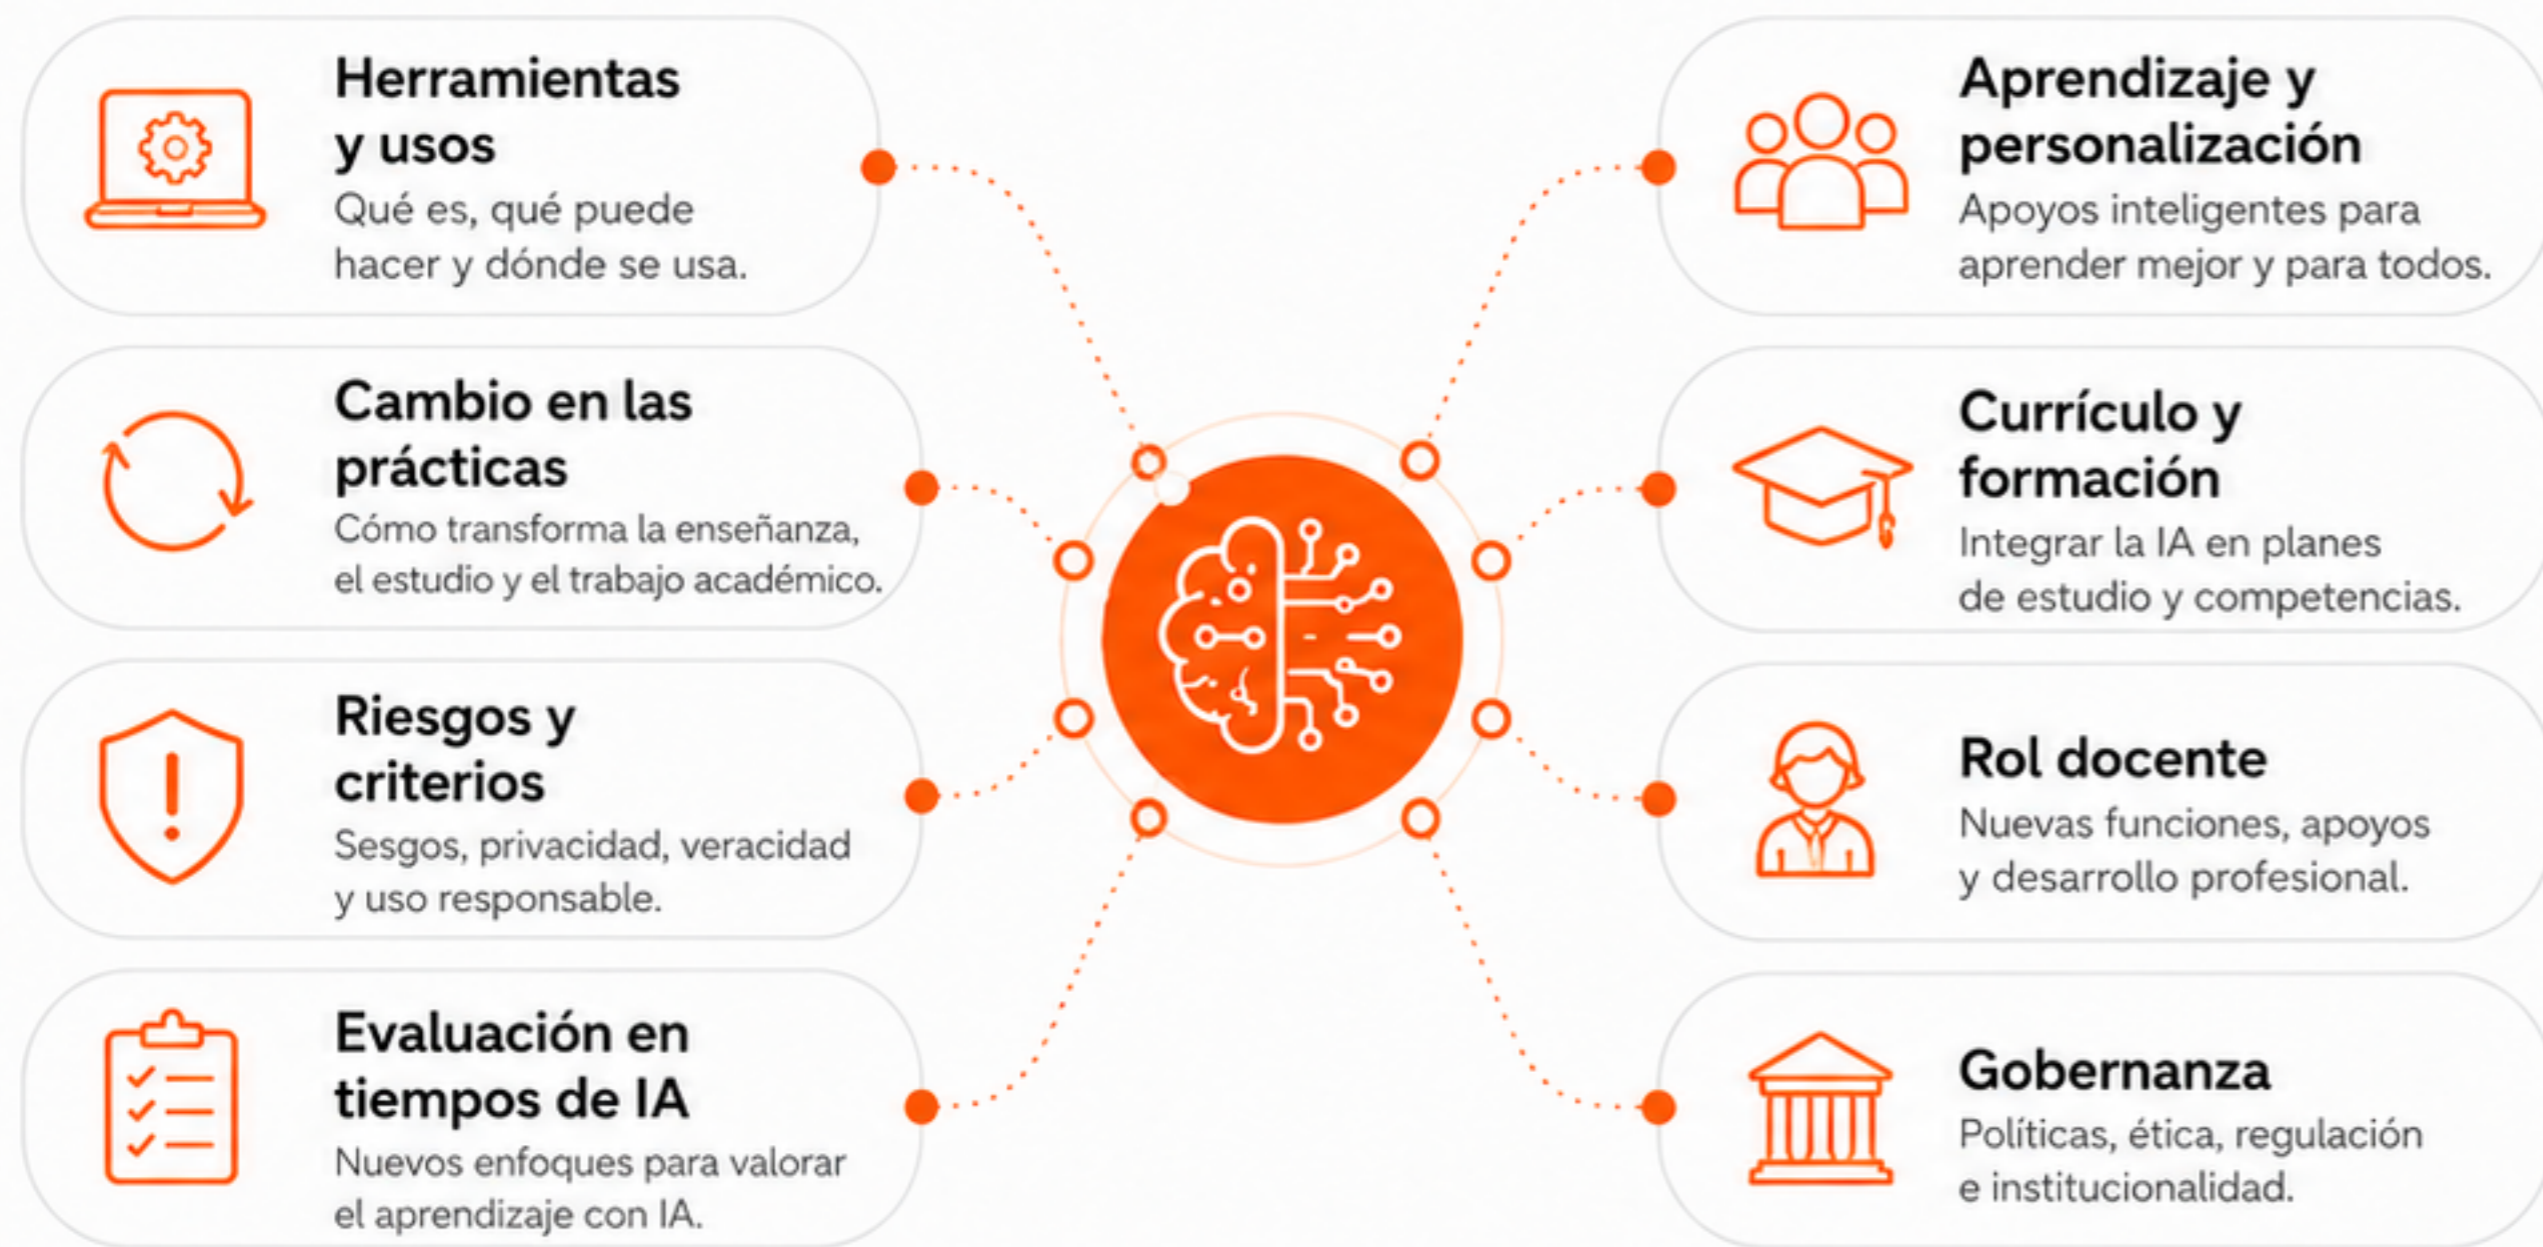 Herramientas
y usos
Qué es, qué puede
hacer y dónde se usa.
Cambio en las
prácticas
Cómo transforma la enseñanza,
el estudio y el trabajo académico.
Riesgos y
criterios
Sesgos, privacidad, veracidad
y uso responsable.
Evaluación en
tiempos de IA
Nuevos enfoques para valorar
el aprendizaje con IA.
Aprendizaje y
personalización
Apoyos inteligentes para
aprender mejor y para todos.
Currículo y
formación
Integrar la IA en planes
de estudio y competencias.
Rol docente
Nuevas funciones, apoyos
y desarrollo profesional.
Gobernanza
Políticas, ética, regulación
e institucionalidad.